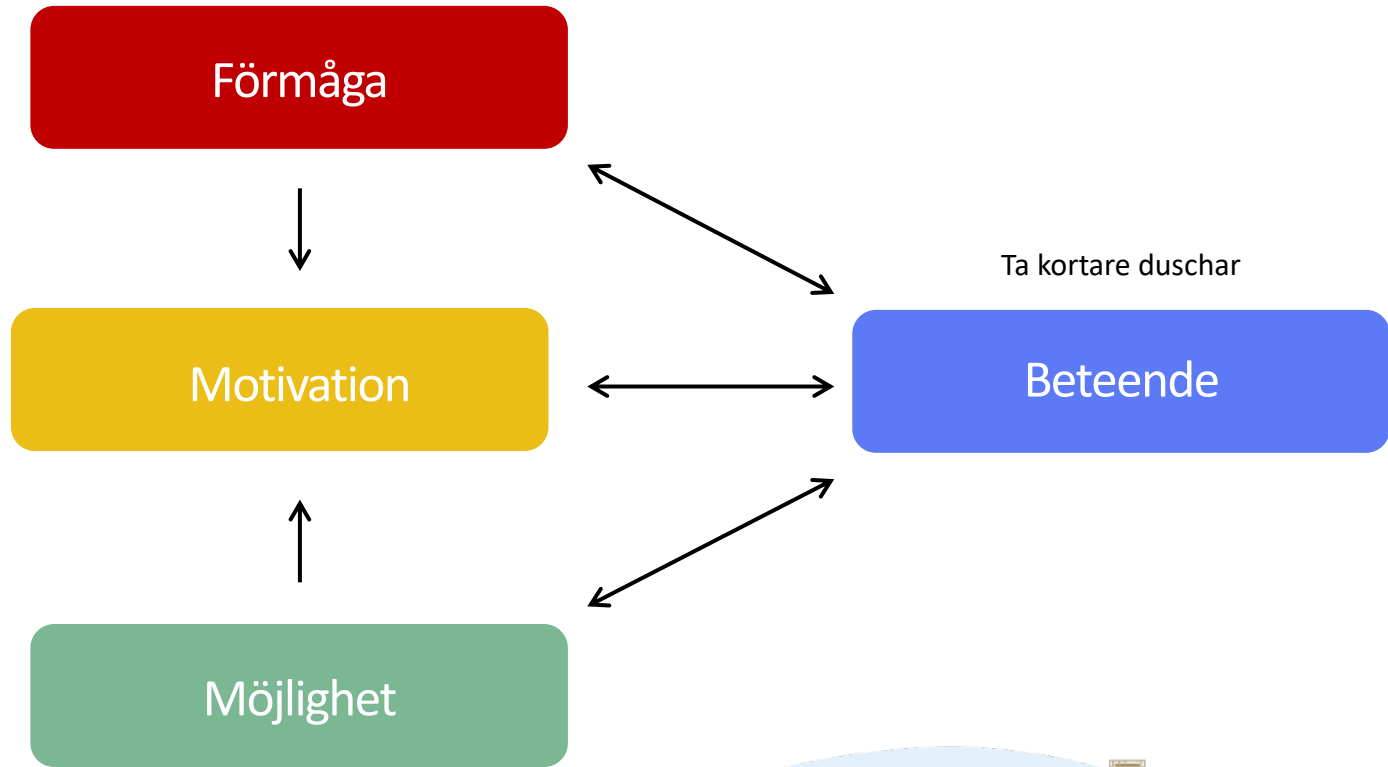 Förmåga
Ta kortare duschar
Motivation
Beteende
Möjlighet